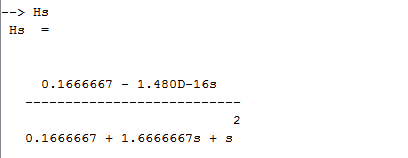 --> Hs
Hs =
0.1666667 - 1.480D-16s
---------------------------
2
0.1666667 + 1.6666667s + s